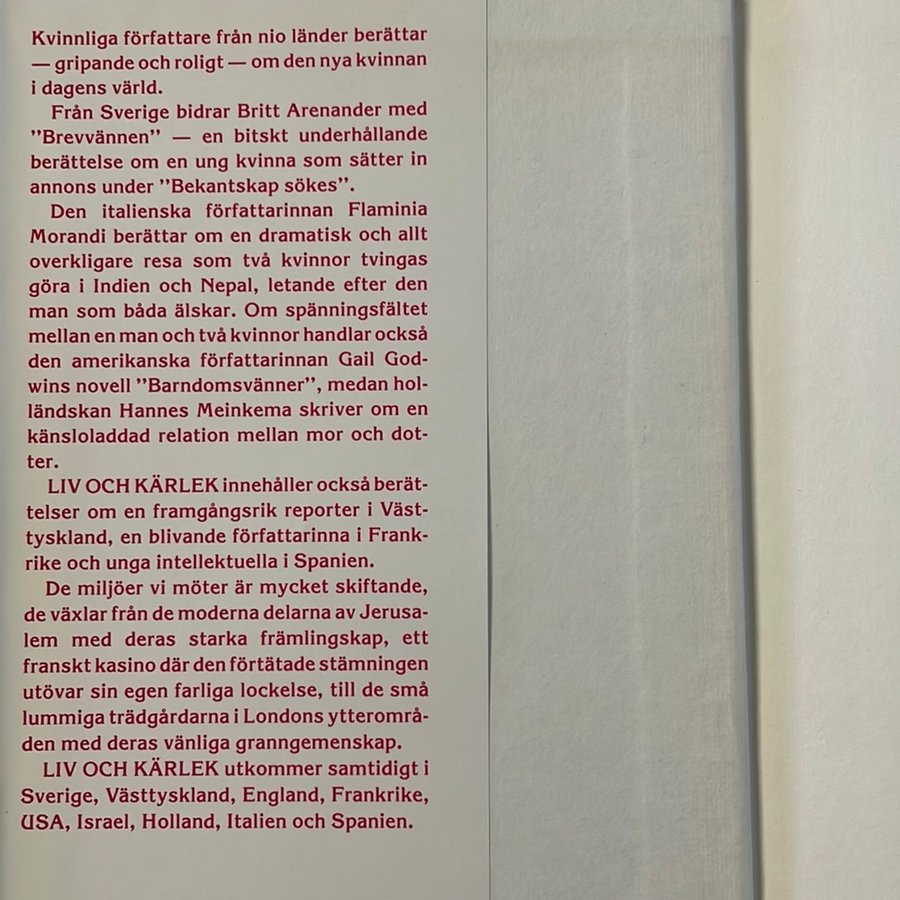 Kvinnliga författare från nio länder berättar
— gripande och roligt — om den nya kvinnan
i dagens värld.
Från Sverige bidrar Britt Arenander med
”Brevvännen” — en bitskt underhållande
berättelse om en ung kvinna som sätter in
annons under ”Bekantskap sökes”.
Den italienska författarinnan Flaminia
Morandi berättar om en dramatisk och allt
overkligare resa som två kvinnor tvingas
göra i Indien och Nepal, letande efter den
man som båda älskar. Om spänningsfältet
mellan en man och två kvinnor handlar också
den amerikanska författarinnan Gail God-
wins novell ”Barndomsvänner”, medan hol-
ländskan Hannes Meinkema skriver om en
känsloladdad relation mellan mor och dot-
ter.
LIV OCH KÄRLEK innehåller också berät-
telser om en framgångsrik reporter i Väst-
tyskland, en blivande författarinna i Frank-
rike och unga intellektuella i Spanien.
De miljöer vi möter är mycket skiftande,
de växlar från de moderna delarna av Jerusa-
lem med deras starka främlingskap, ett
franskt kasino där den förtätade stämningen
utövar sin egen farliga lockelse, till de små
lummiga trädgårdarna i Londons ytterområ-
den med deras vänliga granngemenskap.
LIV OCH KÄRLEK utkommer samtidigt i
Sverige, Västtyskland, England, Frankrike,
USA, Israel, Holland, Italien och Spanien.